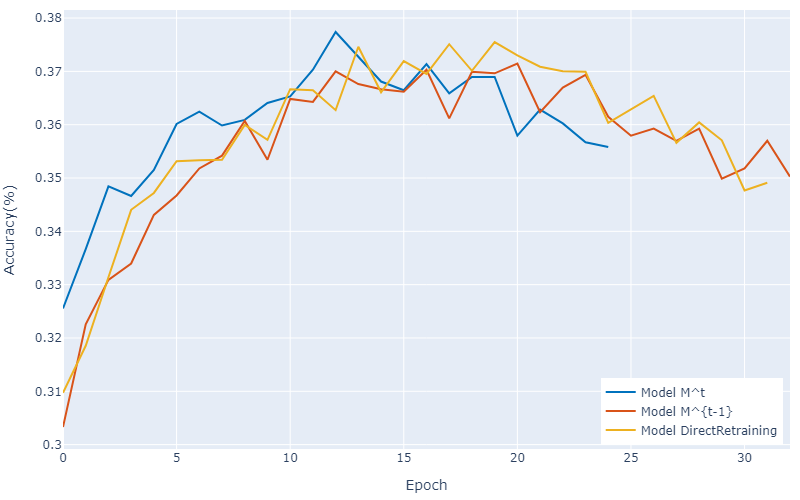 0.38
0.37
0.36
0.35
0.34
0.33
0.32
0.31
0.3
Accuracy(%)
0 5 10 15 20 25 30
Epoch
Model M^t
Model M^{t-1}
Model DirectRetraining